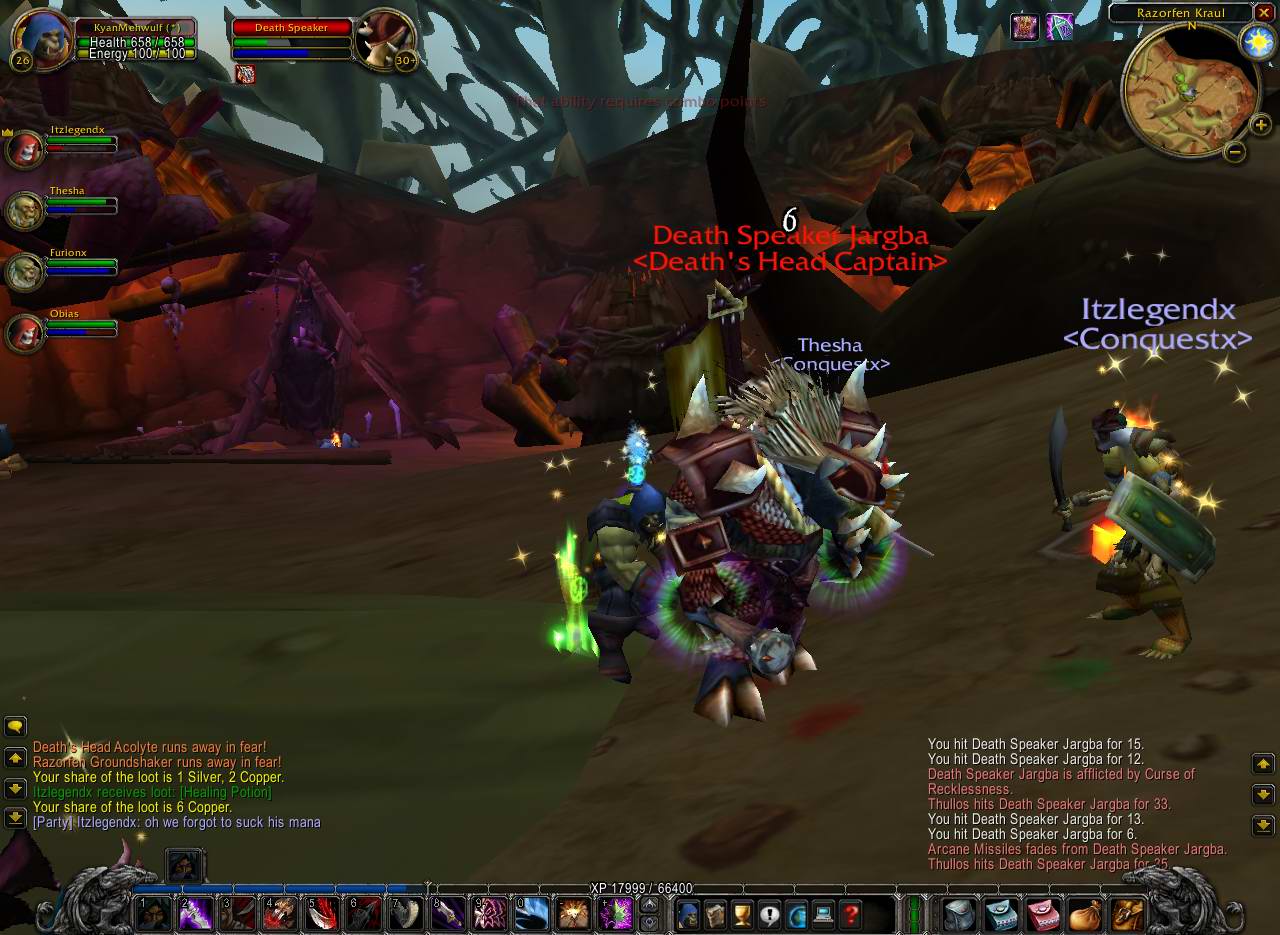 KyanMehwulf (*)
Health 658 / 658
Energy 100 / 100
26
Death Speaker
30+
Razorfen Kraul
N
That ability requires combo points
Itzlegendx
Thesha
Furionx
Obias
6
Death Speaker Jargba
<Death's Head Captain>
Itzlegendx
<Conquestx>
Thesha
<Conquestx>
Death's Head Acolyte runs away in fear!
Razorfen Groundshaker runs away in fear!
Your share of the loot is 1 Silver, 2 Copper.
Itzlegendx receives loot: [Healing Potion]
Your share of the loot is 6 Copper.
[Party] Itzlegendx: oh we forgot to suck his mana
You hit Death Speaker Jargba for 15.
You hit Death Speaker Jargba for 12.
Death Speaker Jargba is afflicted by Curse of
Recklessness.
Thullos hits Death Speaker Jargba for 33.
You hit Death Speaker Jargba for 13.
You hit Death Speaker Jargba for 6.
Arcane Missiles fades from Death Speaker Jargba.
Thullos hits Death Speaker Jargba for 25.
XP 17999 / 66400
1 2 3 4 5 6 7 8 9 0 - +